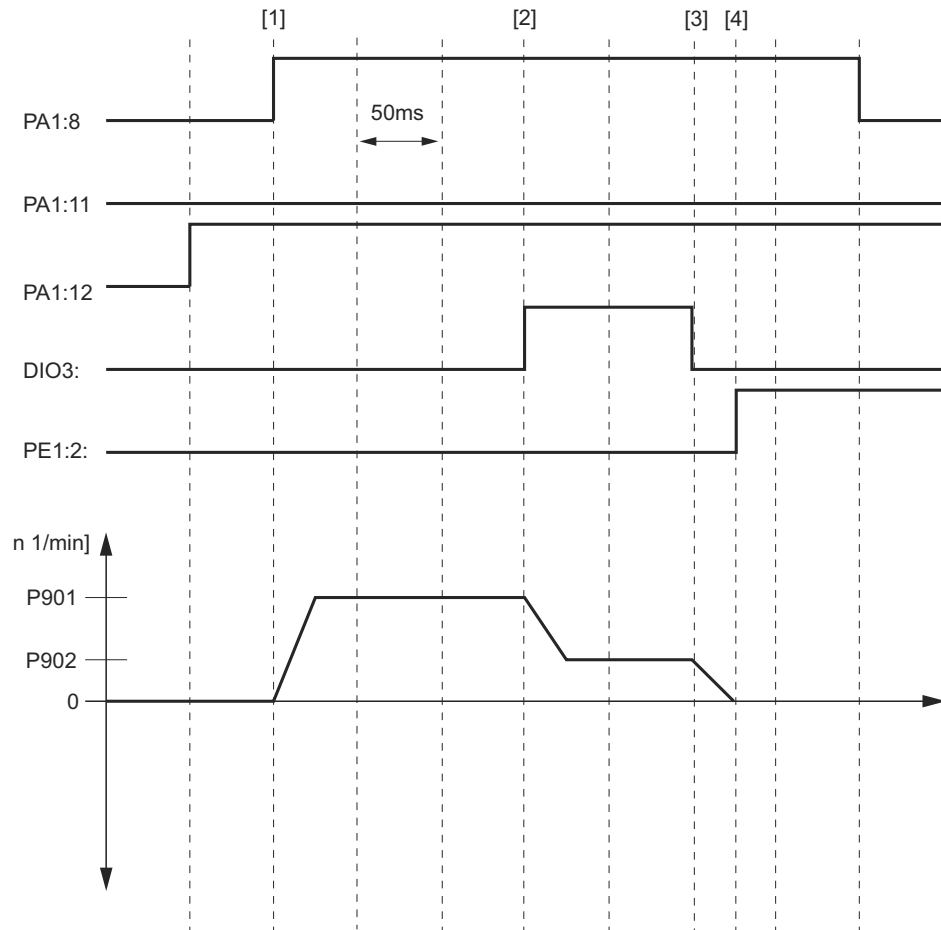 [1] [2] [3] [4]
PA1:8
50ms
PA1:11
PA1:12
DIO3:
PE1:2:
n 1/min]
P901
P902
0